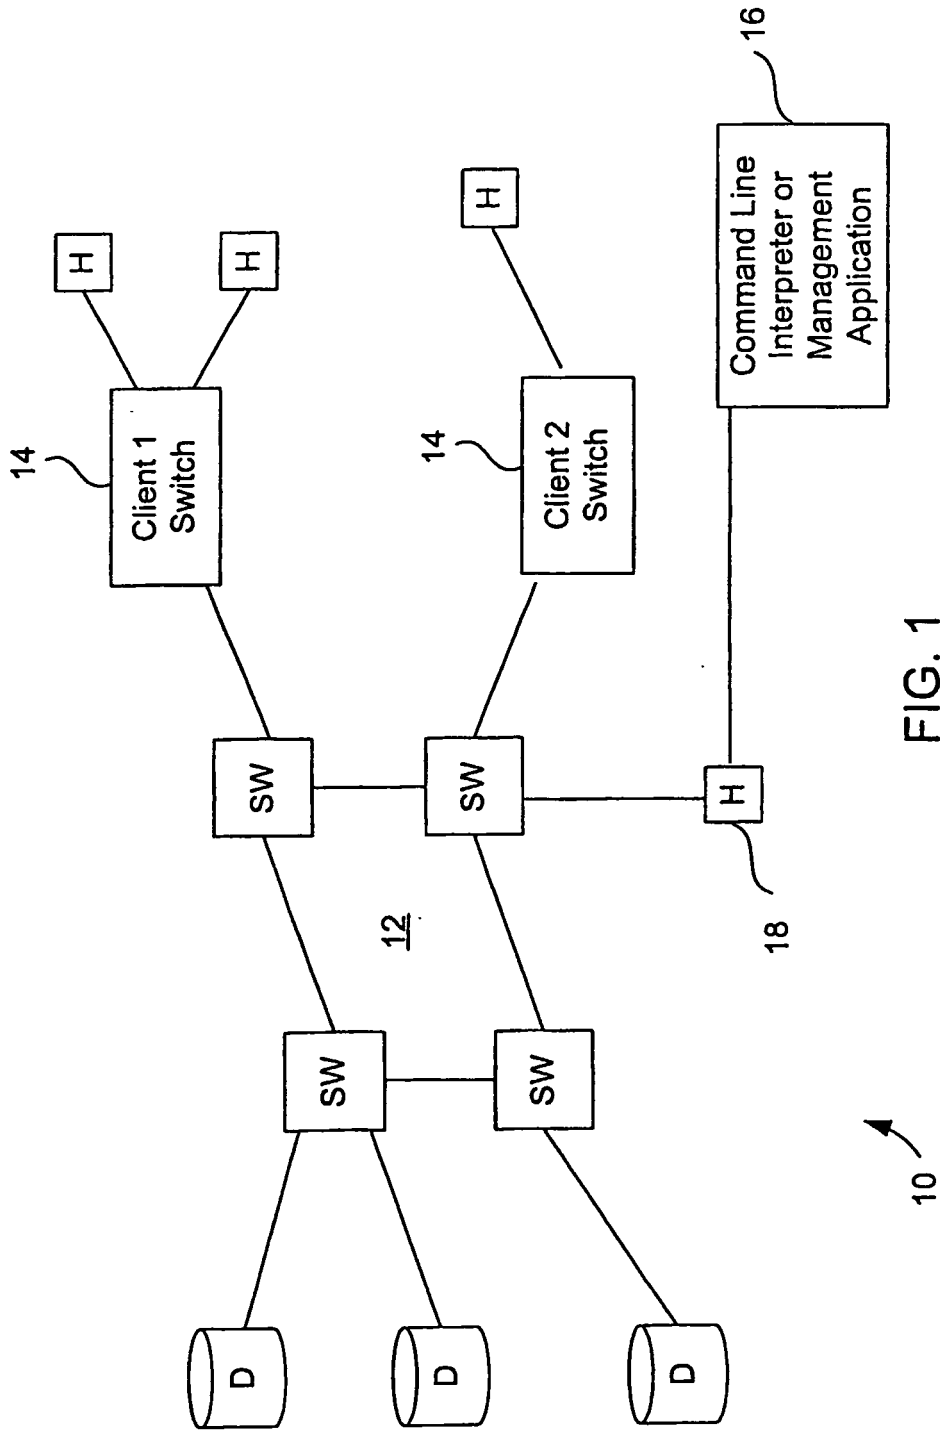 14
Client 1
Switch
H
H
14
Client 2
Switch
H
SW
SW
12
SW
SW
D
D
D
H
18
16
Command Line
Interpreter or
Management
Application
10
FIG. 1